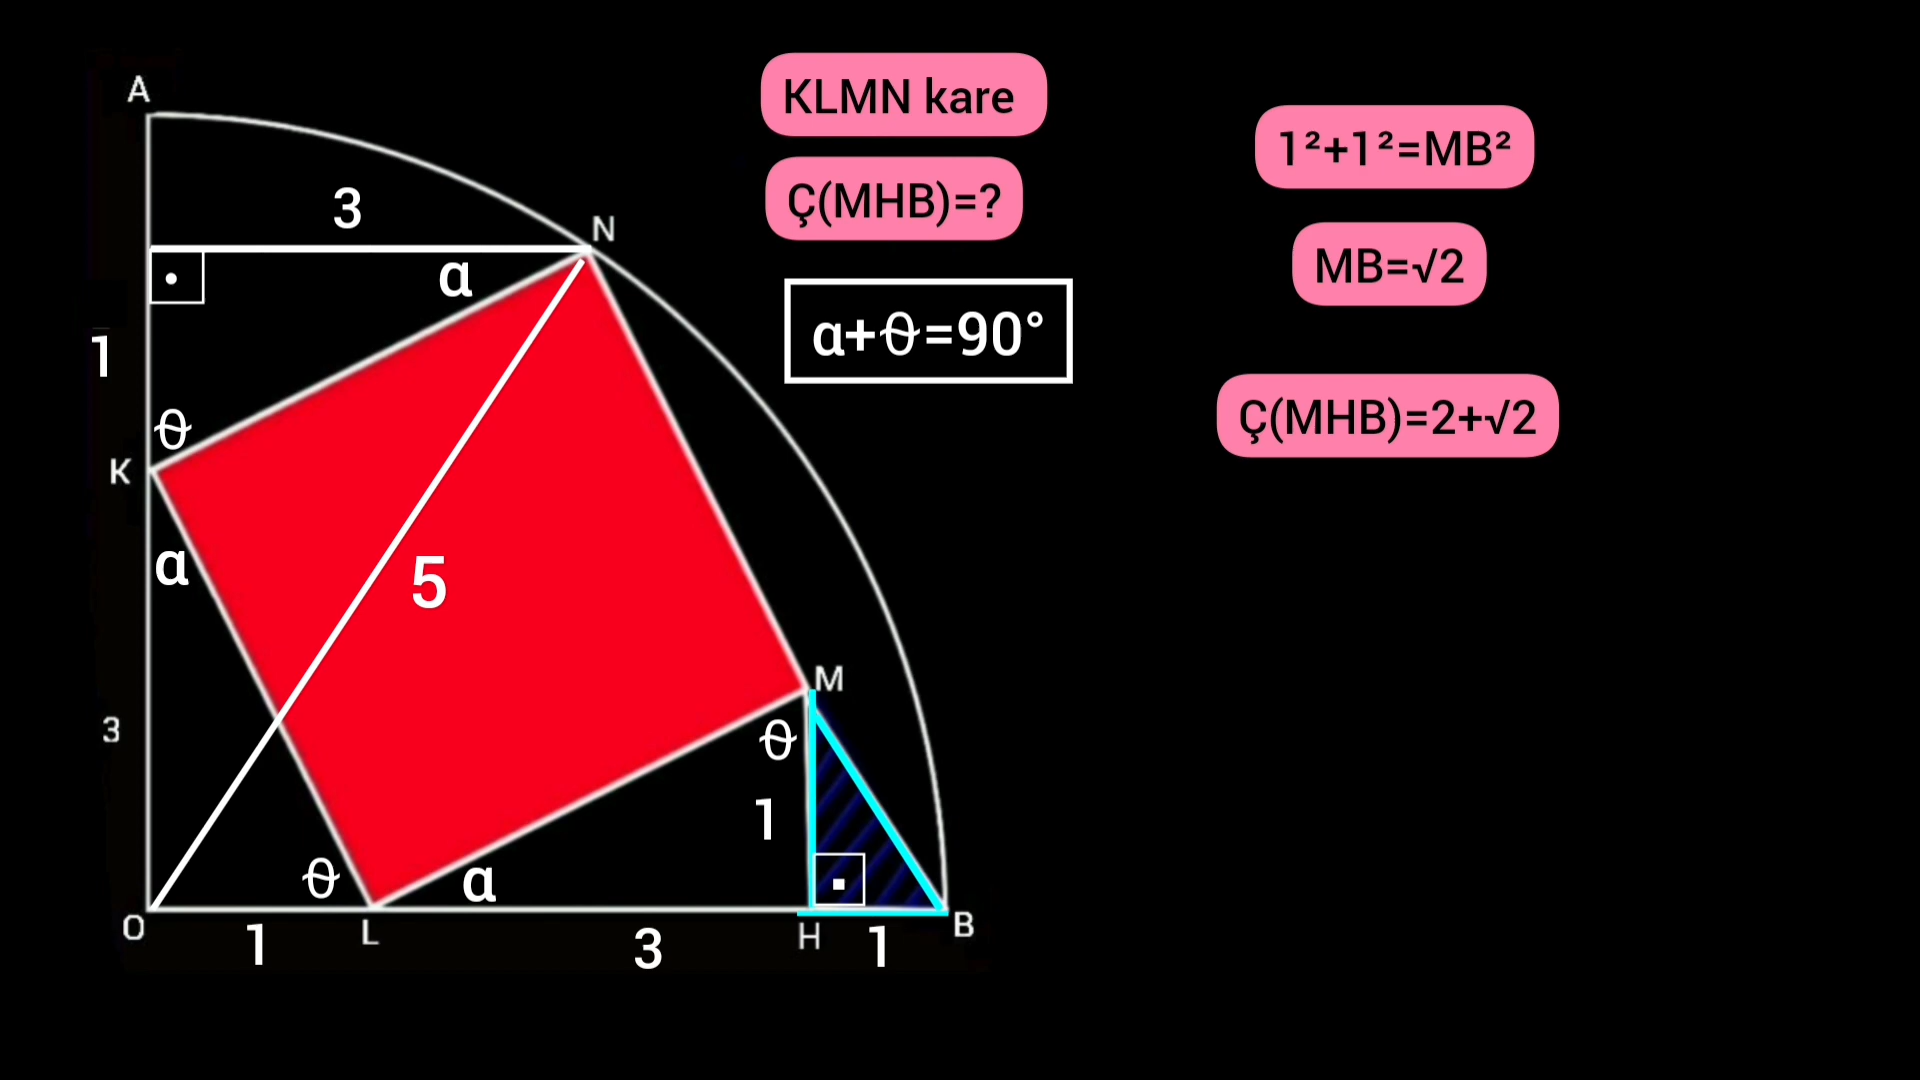 A
3
N
α
1
ϑ
K
α
5
3
M
ϑ
1
ϑ
α
O
1
L
3
H
1
B
KLMN kare
Ç(MHB)=?
α+ϑ=90°
1²+1²=MB²
MB=√2
Ç(MHB)=2+√2